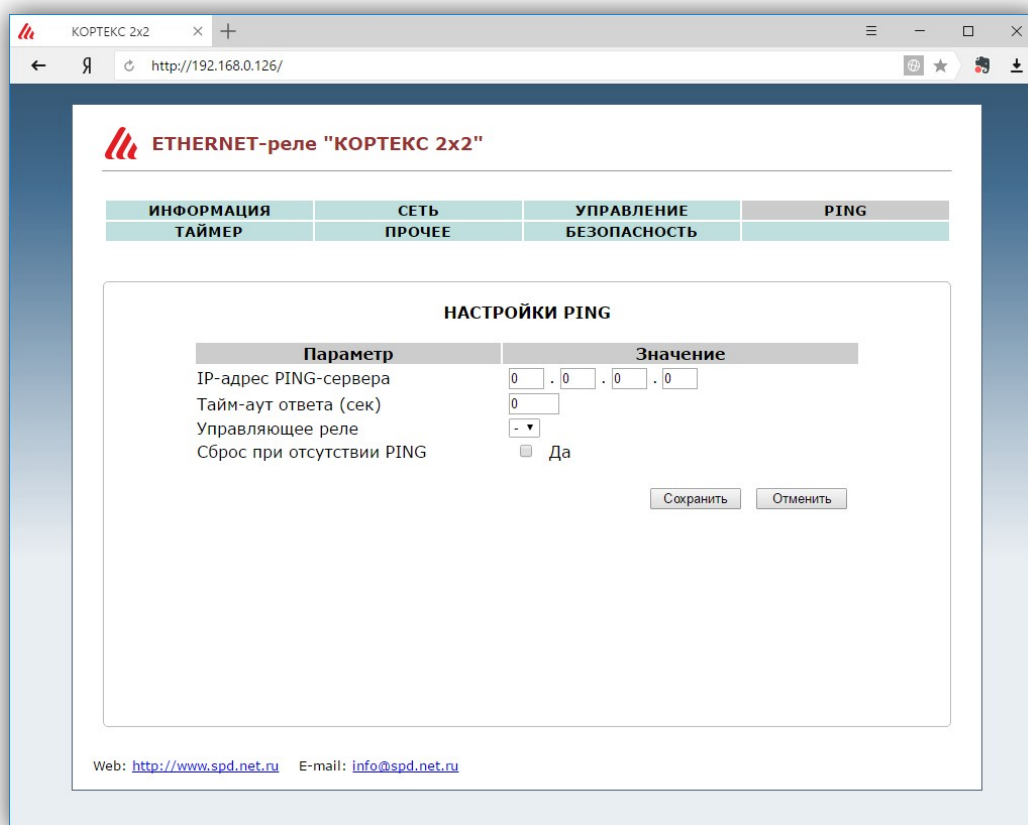 КОРТЕКС 2x2
Я http://192.168.0.126/
ETHERNET-реле "КОРТЕКС 2x2"
ИНФОРМАЦИЯ СЕТЬ УПРАВЛЕНИЕ PING
ТАЙМЕР ПРОЧЕЕ БЕЗОПАСНОСТЬ
НАСТРОЙКИ PING
Параметр Значение
IP-адрес PING-сервера 0 . 0 . 0 . 0
Тайм-аут ответа (сек) 0
Управляющее реле -
Сброс при отсутствии PING Да
Сохранить Отменить
Web: http://www.spd.net.ru E-mail: info@spd.net.ru